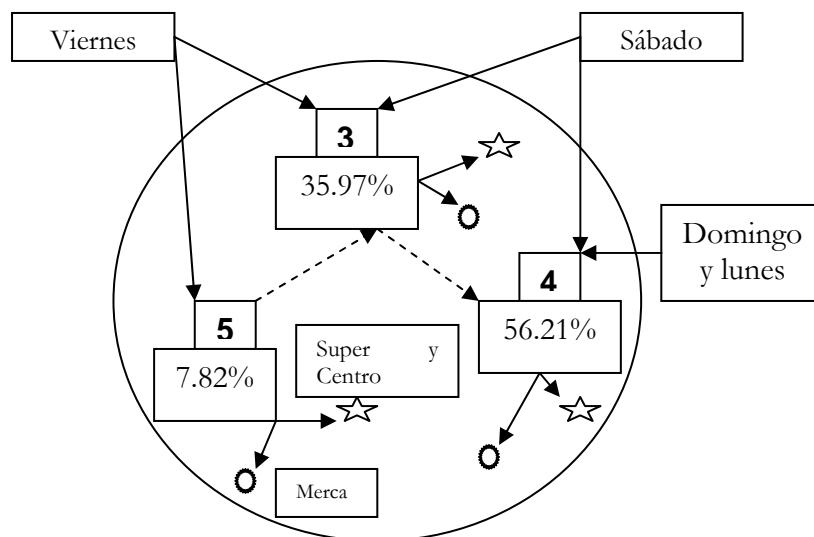 Viernes
Sábado
3
35.97%
Domingo
y lunes
4
56.21%
5
7.82%
Super y
Centro
Merca